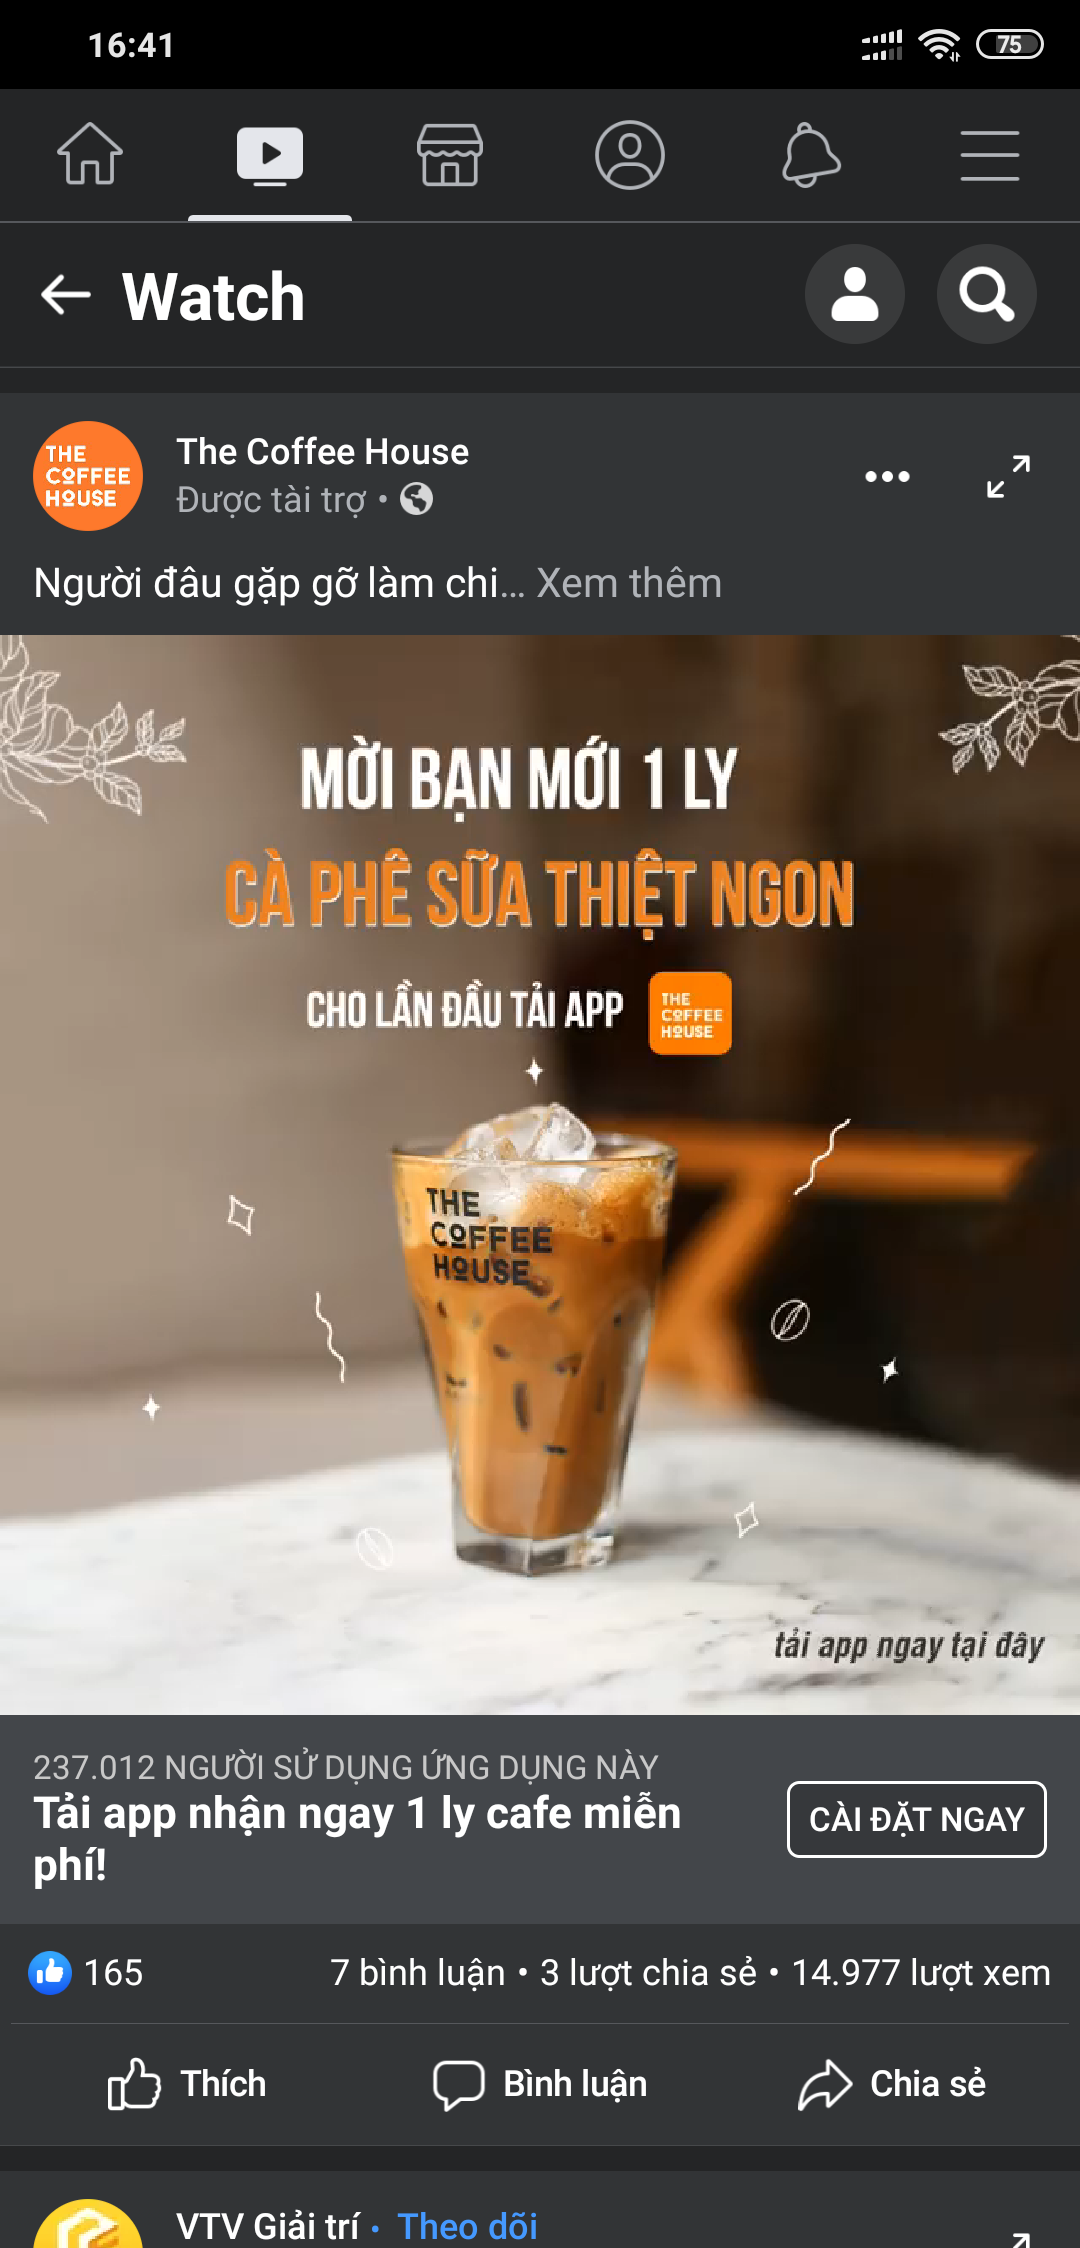 16:41
75
Watch
THE
COFFEE
HOUSE
The Coffee House
Được tài trợ •
Người đâu gặp gỡ làm chi... Xem thêm
MỜI BẠN MỚI 1 LY
CÀ PHÊ SỮA THIỆT NGON
CHO LẦN ĐẦU TẢI APP
THE
COFFEE
HOUSE
THE
COFFEE
HOUSE
tải app ngay tại đây
237.012 NGƯỜI SỬ DỤNG ỨNG DỤNG NÀY
Tải app nhận ngay 1 ly cafe miễn
phí!
CÀI ĐẶT NGAY
165
7 bình luận • 3 lượt chia sẻ • 14.977 lượt xem
Thích
Bình luận
Chia sẻ
VTV Giải trí • Theo dõi